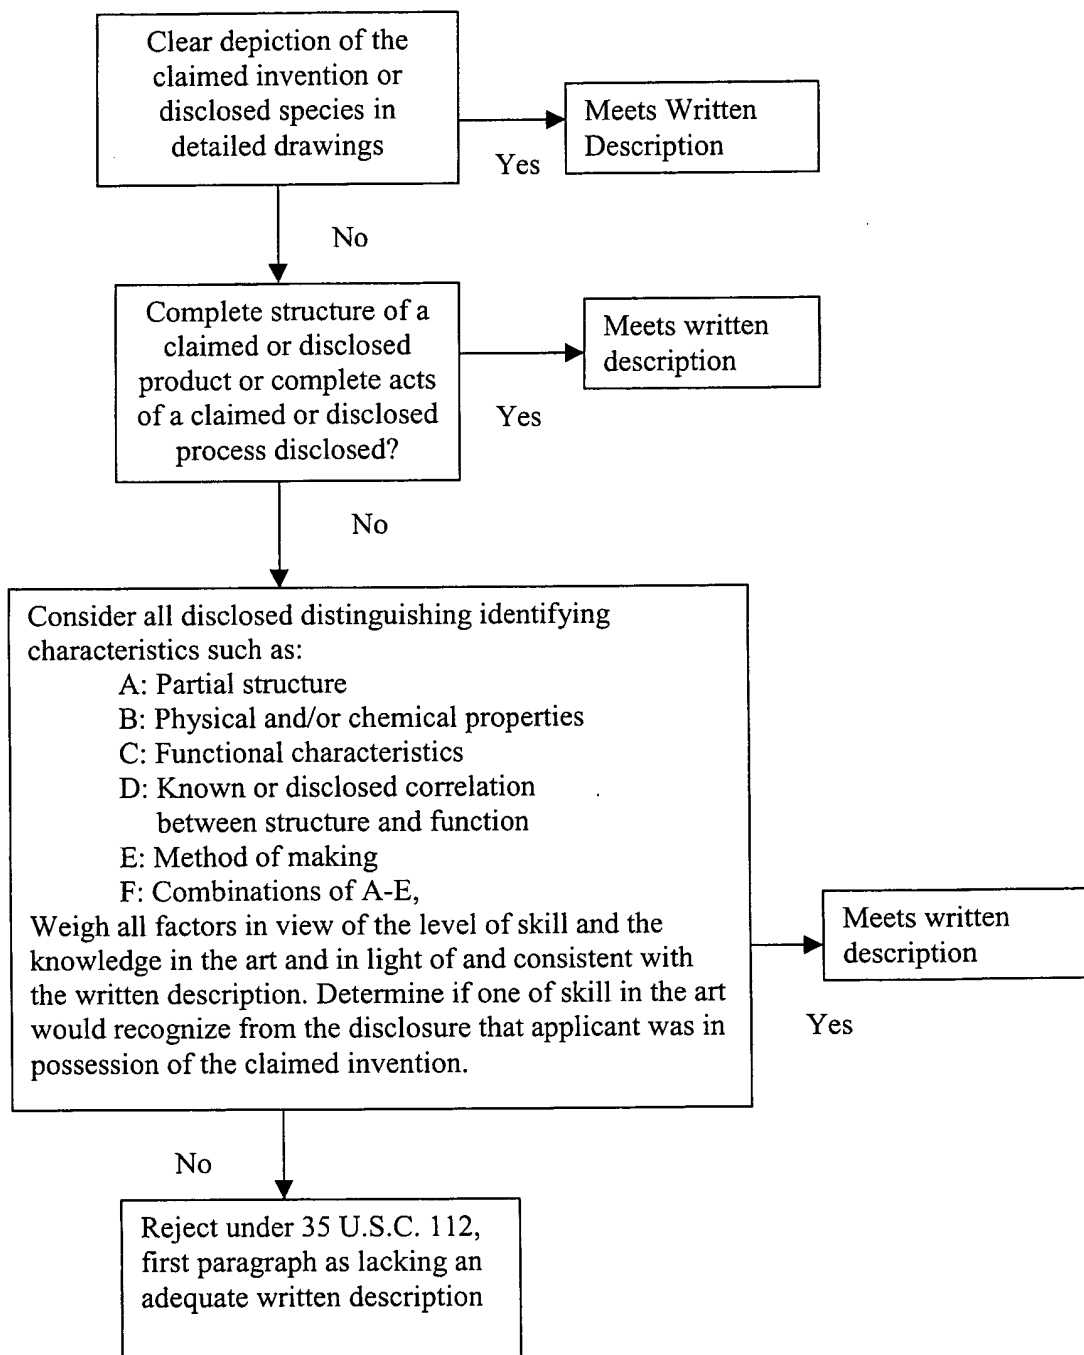 Clear depiction of the
claimed invention or
disclosed species in
detailed drawings
Meets Written
Description
Yes
No
Complete structure of a
claimed or disclosed
product or complete acts
of a claimed or disclosed
process disclosed?
Meets written
description
Yes
No
Consider all disclosed distinguishing identifying
characteristics such as:
A: Partial structure
B: Physical and/or chemical properties
C: Functional characteristics
D: Known or disclosed correlation
between structure and function
E: Method of making
F: Combinations of A-E,
Weigh all factors in view of the level of skill and the
knowledge in the art and in light of and consistent with
the written description. Determine if one of skill in the art
would recognize from the disclosure that applicant was in
possession of the claimed invention.
Meets written
description
Yes
No
Reject under 35 U.S.C. 112,
first paragraph as lacking an
adequate written description